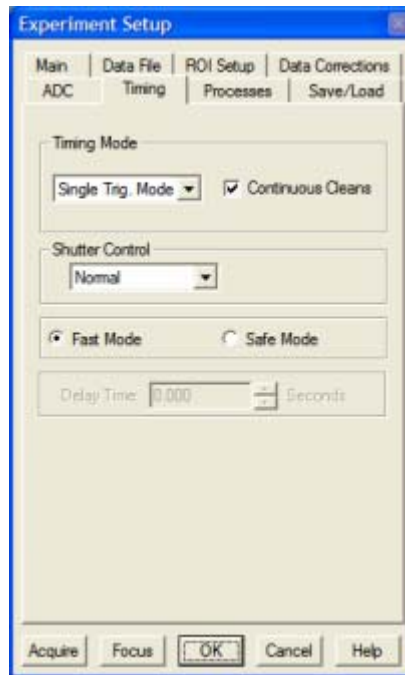 Experiment Setup
Main Data File ROI Setup Data Corrections
ADC Timing Processes Save/Load
Timing Mode
Single Trig. Mode Continuous Cleans
Shutter Control
Normal
Fast Mode Safe Mode
Delay Time 0.000 Seconds
Acquire Focus OK Cancel Help